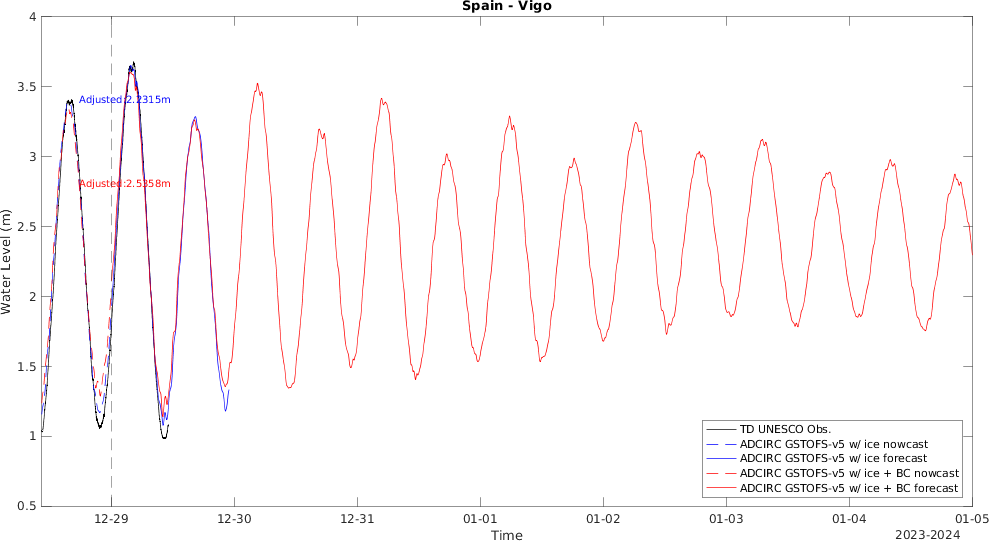 Spain - Vigo
4
3.5
3
2.5
2
1.5
1
0.5
Water Level (m)
Adjusted:2.2315m
Adjusted:2.5358m
TD UNESCO Obs.
ADCIRC GSTOFS-v5 w/ ice nowcast
ADCIRC GSTOFS-v5 w/ ice forecast
ADCIRC GSTOFS-v5 w/ ice + BC nowcast
ADCIRC GSTOFS-v5 w/ ice + BC forecast
12-29 12-30 12-31 01-01 01-02 01-03 01-04 01-05
Time
2023-2024